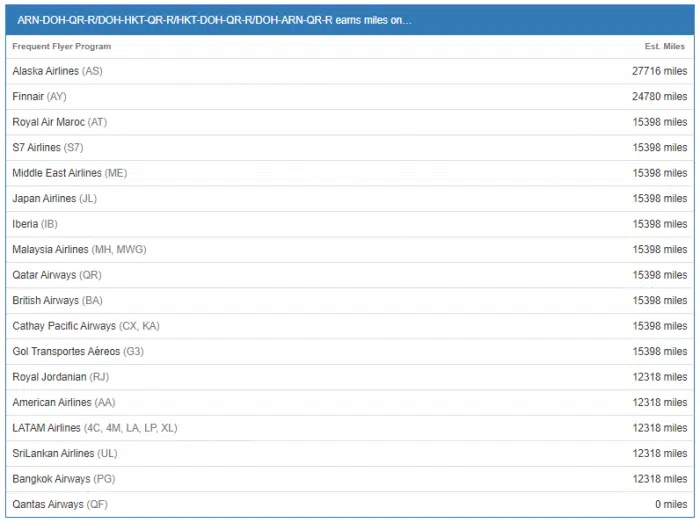 ARN-DOH-QR-R/DOH-HKT-QR-R/HKT-DOH-QR-R/DOH-ARN-QR-R earns miles on...
Frequent Flyer Program Est. Miles
Alaska Airlines (AS) 27716 miles
Finnair (AY) 24780 miles
Royal Air Maroc (AT) 15398 miles
S7 Airlines (S7) 15398 miles
Middle East Airlines (ME) 15398 miles
Japan Airlines (JL) 15398 miles
Iberia (IB) 15398 miles
Malaysia Airlines (MH, MWG) 15398 miles
Qatar Airways (QR) 15398 miles
British Airways (BA) 15398 miles
Cathay Pacific Airways (CX, KA) 15398 miles
Gol Transportes Aéreos (G3) 15398 miles
Royal Jordanian (RJ) 12318 miles
American Airlines (AA) 12318 miles
LATAM Airlines (4C, 4M, LA, LP, XL) 12318 miles
SriLankan Airlines (UL) 12318 miles
Bangkok Airways (PG) 12318 miles
Qantas Airways (QF) 0 miles